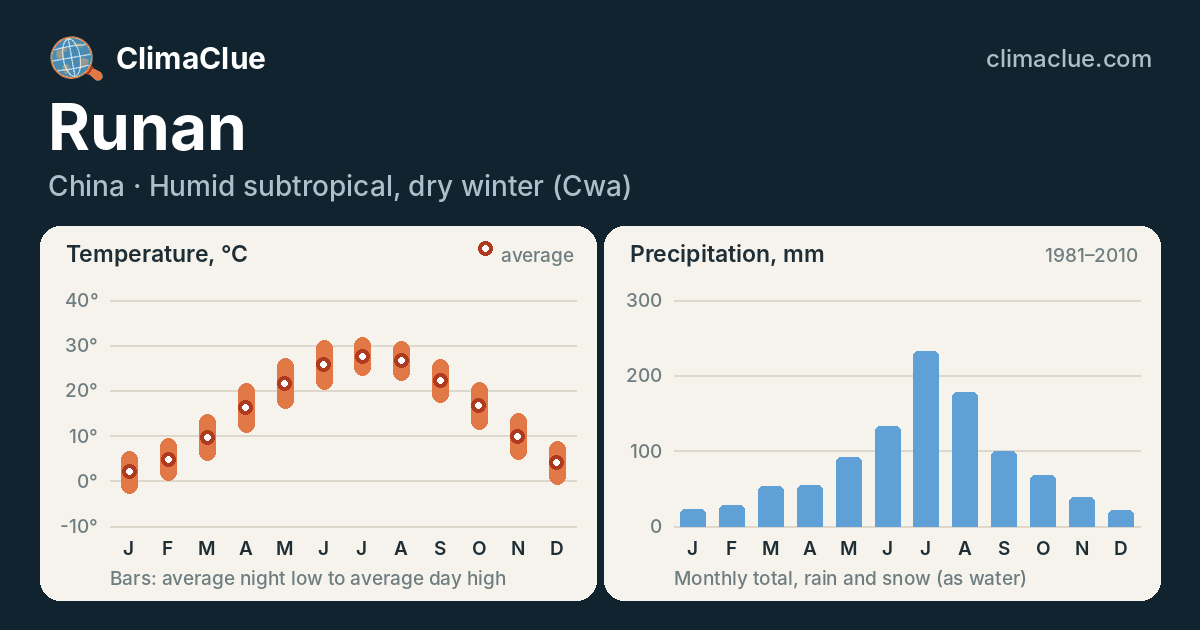 ClimaClue
climaclue.com
Runan
China · Humid subtropical, dry winter (Cwa)
Temperature, °C
average
40°
30°
20°
10°
0°
-10°
J F M A M J J A S O N D
Bars: average night low to average day high
Precipitation, mm
1981–2010
300
200
100
0
J F M A M J J A S O N D
Monthly total, rain and snow (as water)